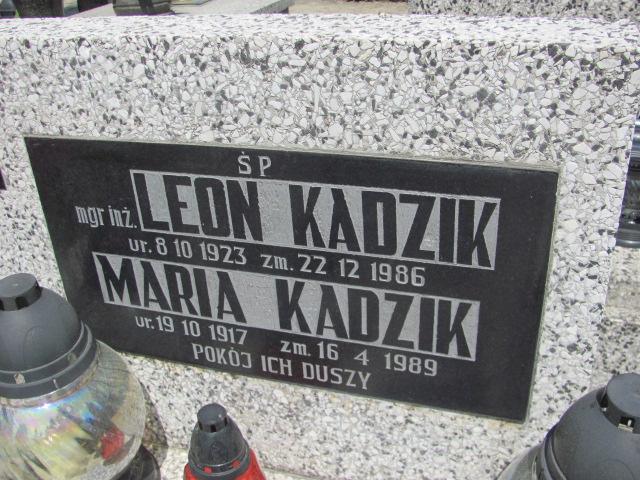 ŚP
mgr inż. LEON KADZIK
ur. 8 10 1923 zm. 22 12 1986
MARIA KADZIK
ur. 19 10 1917 zm. 16 4 1989
POKÓJ ICH DUSZY